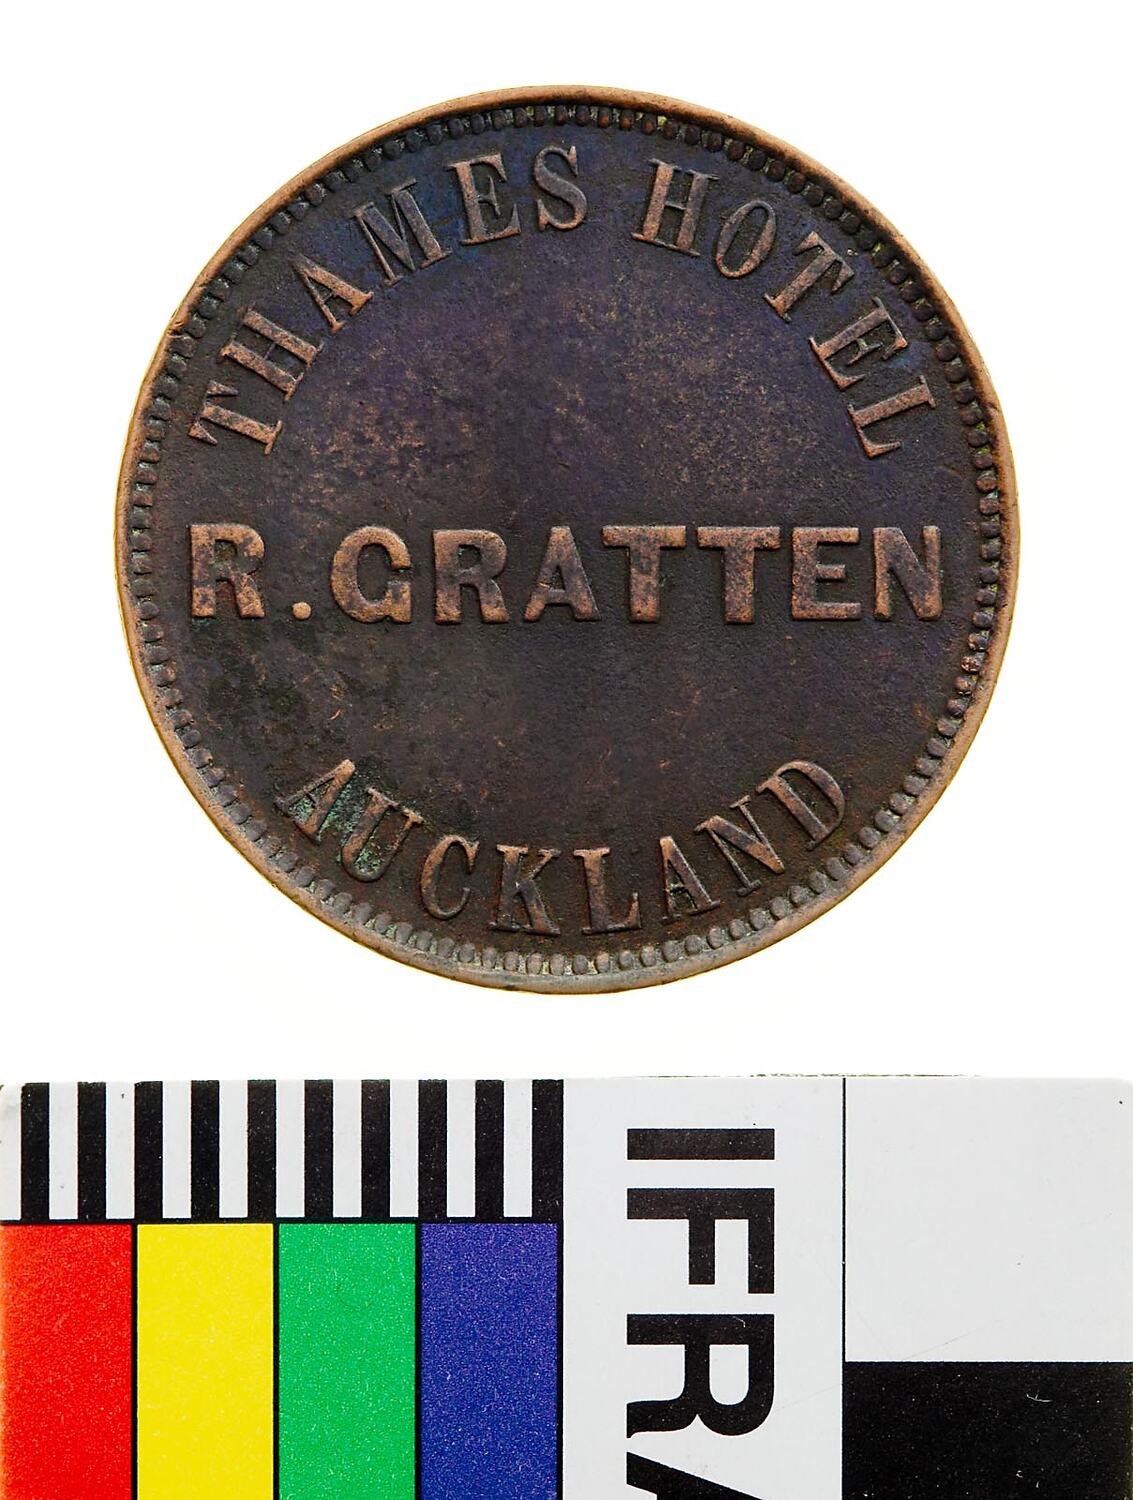 THAMES HOTEL
R. GRATTEN
AUCKLAND
IFRA